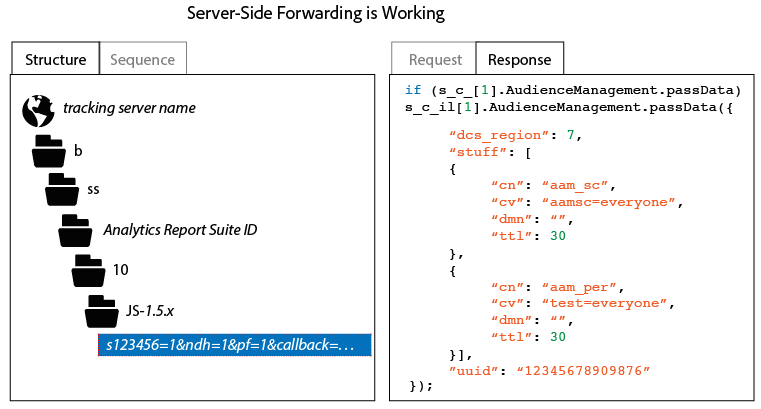 Server-Side Forwarding is Working
Structure
Sequence
tracking server name
b
ss
Analytics Report Suite ID
10
JS-1.5.x
s123456=1&ndh=1&pf=1&callback=...
Request
Response
if (s_c_[1].AudienceManagement.passData)
s_c_il[1].AudienceManagement.passData({
“dcs_region”: 7,
“stuff”: [
{
“cn”: “aam_sc”,
“cv”: “aamsc=everyone”,
“dmn”: “”,
“ttl”: 30
},
{
“cn”: “aam_per”,
“cv”: “test=everyone”,
“dmn”: “”,
“ttl”: 30
}],
”uuid”: “12345678909876”
});